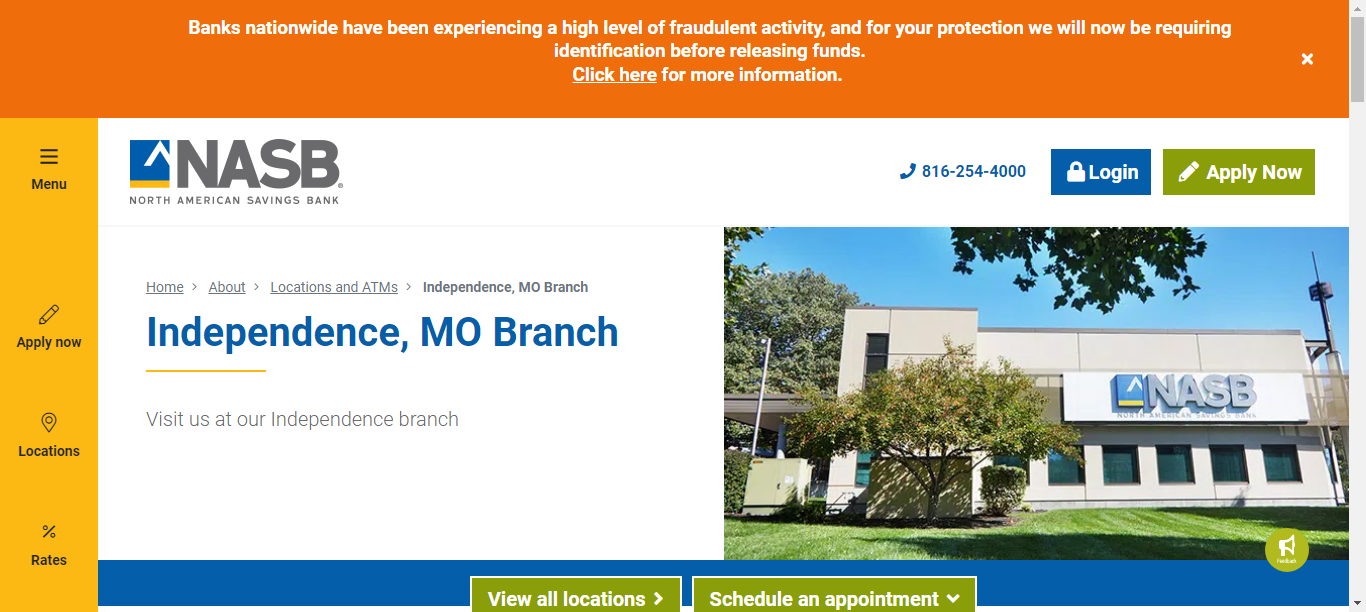 Banks nationwide have been experiencing a high level of fraudulent activity, and for your protection we will now be requiring
identification before releasing funds.
Click here for more information.
Menu
NASB
NORTH AMERICAN SAVINGS BANK
816-254-4000
Login
Apply Now
Home > About > Locations and ATMs > Independence, MO Branch
Independence, MO Branch
Visit us at our Independence branch
Apply now
Locations
Rates
NASB
NORTH AMERICAN SAVINGS BANK
Feedback
View all locations
Schedule an appointment